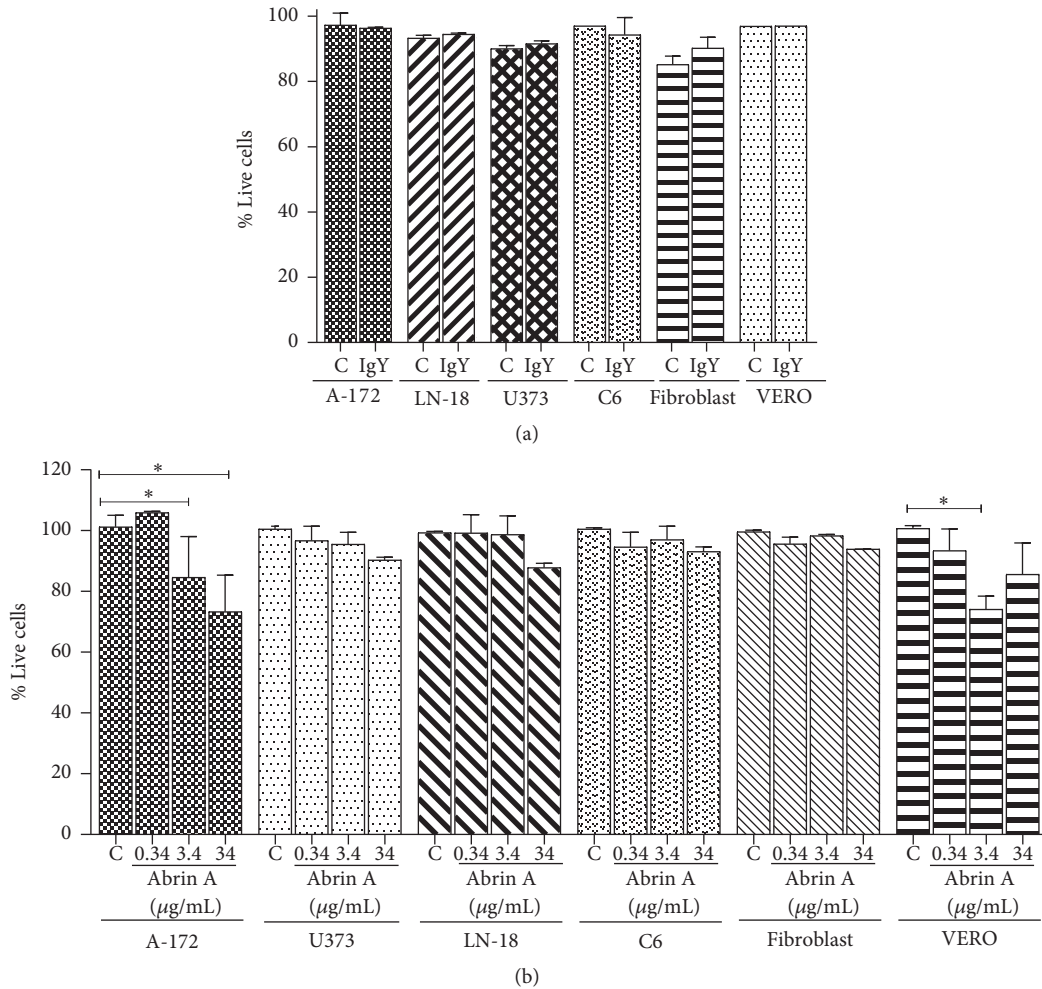 100
80
60
40
20
0
% Live cells
C IgY C IgY C IgY C IgY C IgY C IgY
A-172 LN-18 U373 C6 Fibroblast VERO
(a)
120
100
80
60
40
20
0
% Live cells
* * *
C 0.34 3.4 34 C 0.34 3.4 34 C 0.34 3.4 34 C 0.34 3.4 34 C 0.34 3.4 34 C 0.34 3.4 34
Abrin A Abrin A Abrin A Abrin A Abrin A Abrin A
(μg/mL) (μg/mL) (μg/mL) (μg/mL) (μg/mL) (μg/mL)
A-172 U373 LN-18 C6 Fibroblast VERO
(b)